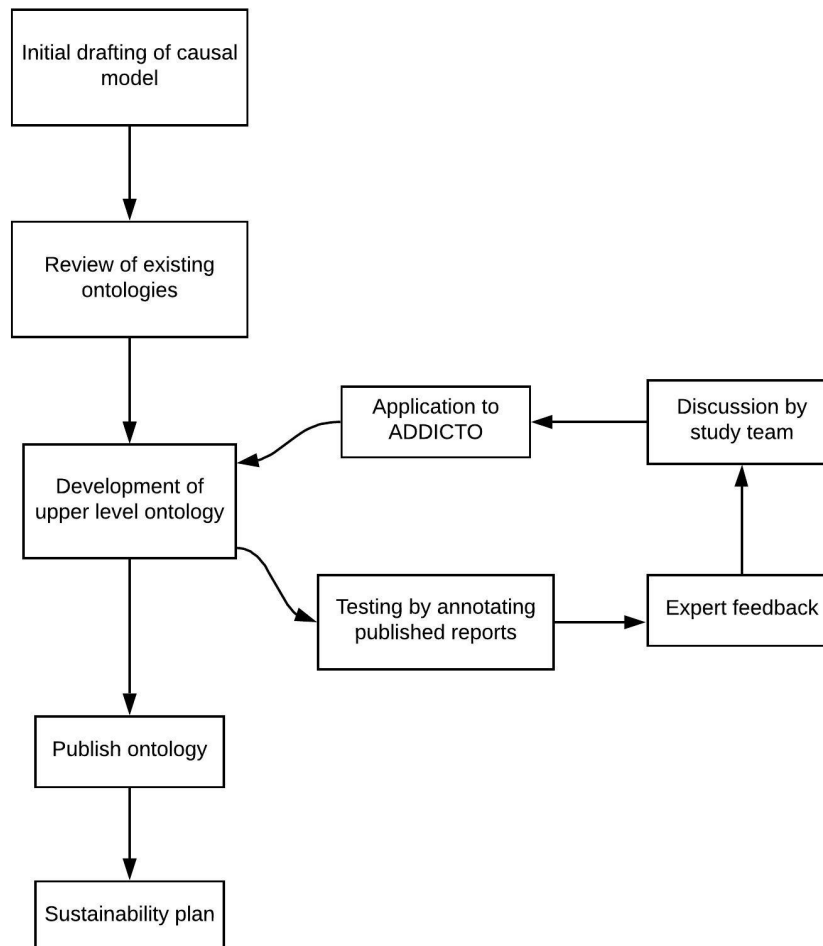 Initial drafting of causal
model
Review of existing
ontologies
Application to
ADDICTO
Discussion by
study team
Development of
upper level ontology
Testing by annotating
published reports
Expert feedback
Publish ontology
Sustainability plan